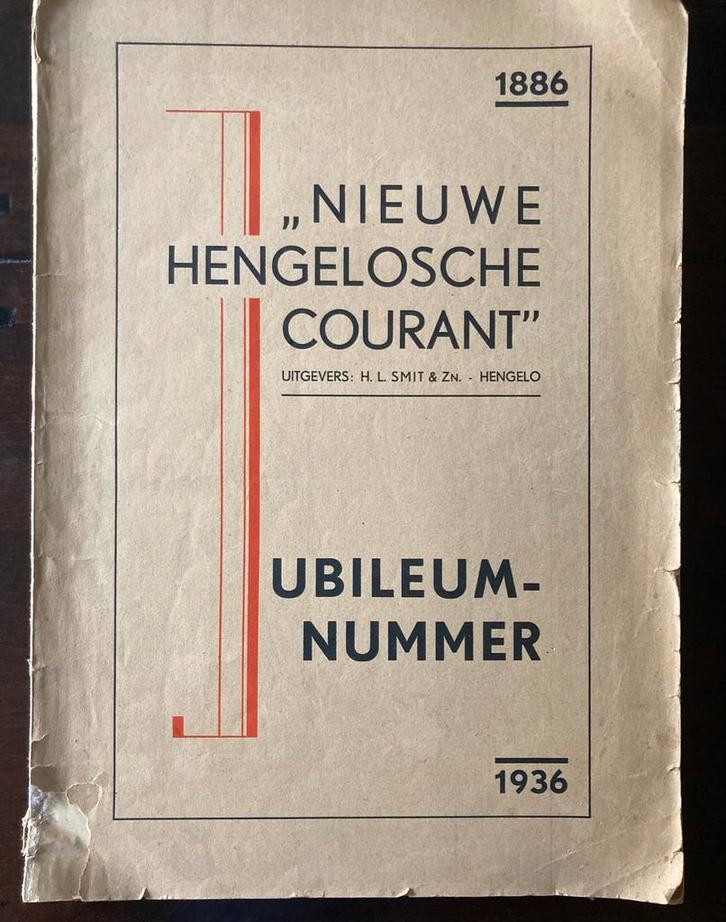 1886
„NIEUWE
HENGELOSCHE
COURANT”
UITGEVERS: H. L. SMIT & ZN. - HENGELO
JUBILEUM-
NUMMER
1936